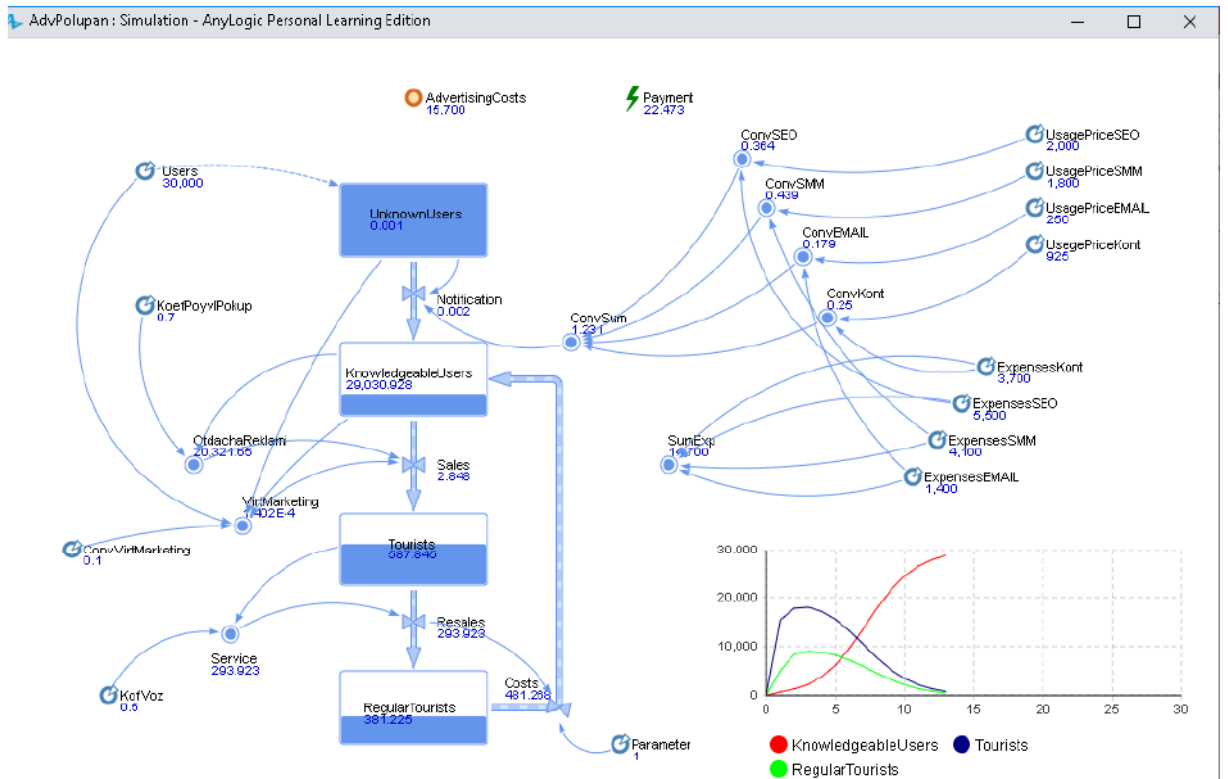 AdvPolupan : Simulation - AnyLogic Personal Learning Edition
AdvertisingCosts
15,700
Payment
22.473
Users
30,000
UnknownUsers
0.001
ConvSEO
0.364
ConvSMM
0.439
ConvEMAIL
0.179
ConvKont
0.25
UsagePriceSEO
2,000
UsagePriceSMM
1,800
UsagePriceEMAIL
250
UsegePriceKont
925
KoefPoyvlPokup
0.7
Notification
0.002
ConvSum
1.231
KnowledgeableUsers
29,030.928
OtdachaReklami
20,321.65
Sales
2.848
VirtMarketing
ConvVirtMarketing
0.1
SumExp
ExpensesKont
3,700
ExpensesSEO
5,500
ExpensesSMM
4,100
ExpensesEMAIL
1,400
Tourists
587.846
Resales
293.923
Service
293.923
KofVoz
0.5
RegularTourists
381.225
Costs
481.268
Parameter
1
30,000
20,000
10,000
0
0 5 10 15 20 25 30
KnowledgeableUsers Tourists
RegularTourists